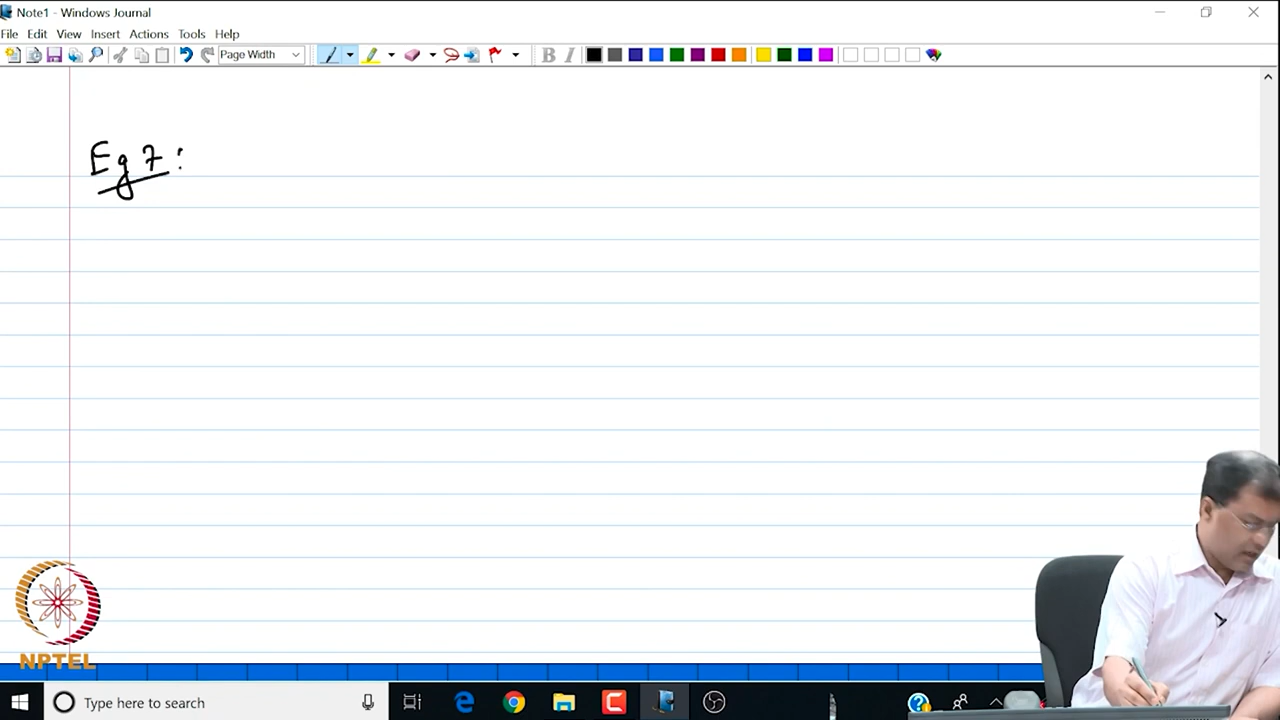 Note1 - Windows Journal
File Edit View Insert Actions Tools Help
Page Width B I
Eg 7:
NPTEL
Type here to search